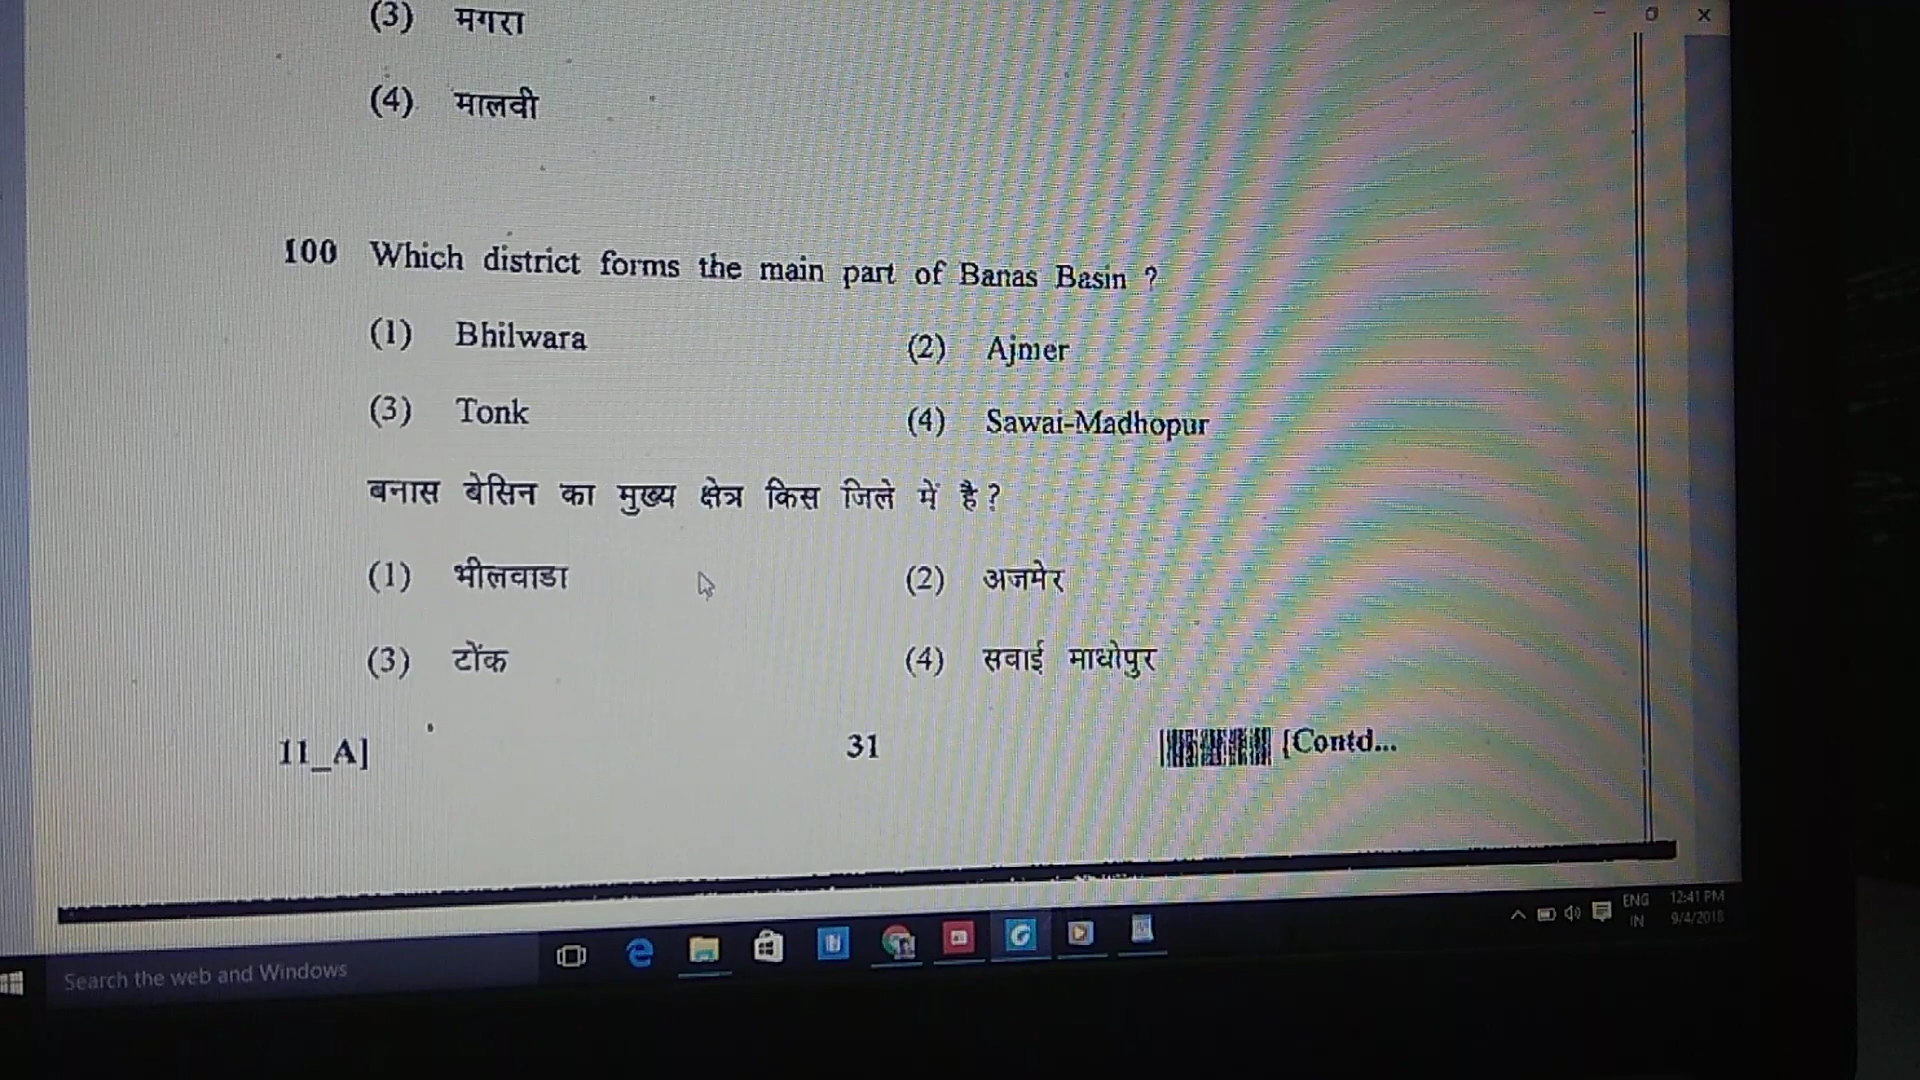 (3) मगरा
(4) मालवी
100 Which district forms the main part of Banas Basin ?
(1) Bhilwara (2) Ajmer
(3) Tonk (4) Sawai-Madhopur
बनास बेसिन का मुख्य क्षेत्र किस जिले में है ?
(1) भीलवाडा (2) अजमेर
(3) टोंक (4) सवाई माधोपुर
11_A] 31 [Contd...
ENG 12:41 PM
IN 9/4/2018
Search the web and Windows